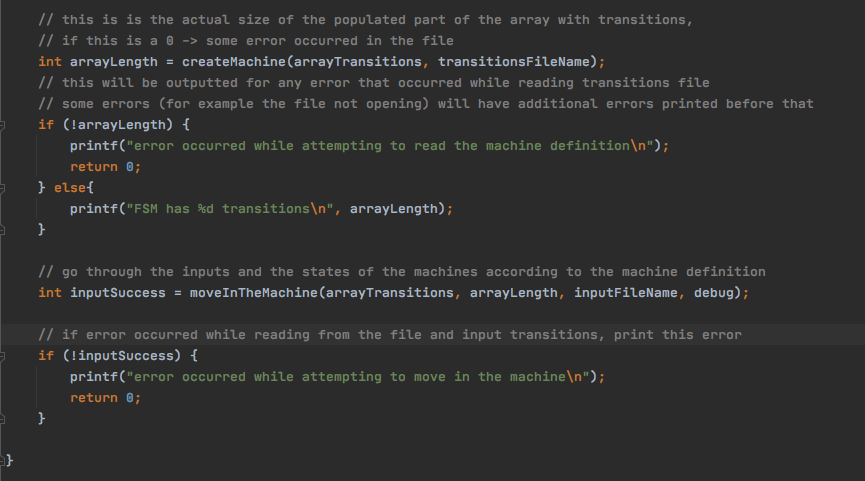 // this is is the actual size of the populated part of the array with transitions,
// if this is a 0 -> some error occurred in the file
int arrayLength = createMachine(arrayTransitions, transitionsFileName);
// this will be outputted for any error that occurred while reading transitions file
// some errors (for example the file not opening) will have additional errors printed before that
if (!arrayLength) {
    printf("error occurred while attempting to read the machine definition\n");
    return 0;
} else{
    printf("FSM has %d transitions\n", arrayLength);
}
// go through the inputs and the states of the machines according to the machine definition
int inputSuccess = moveInTheMachine(arrayTransitions, arrayLength, inputFileName, debug);
// if error occurred while reading from the file and input transitions, print this error
if (!inputSuccess) {
    printf("error occurred while attempting to move in the machine\n");
    return 0;
}
}